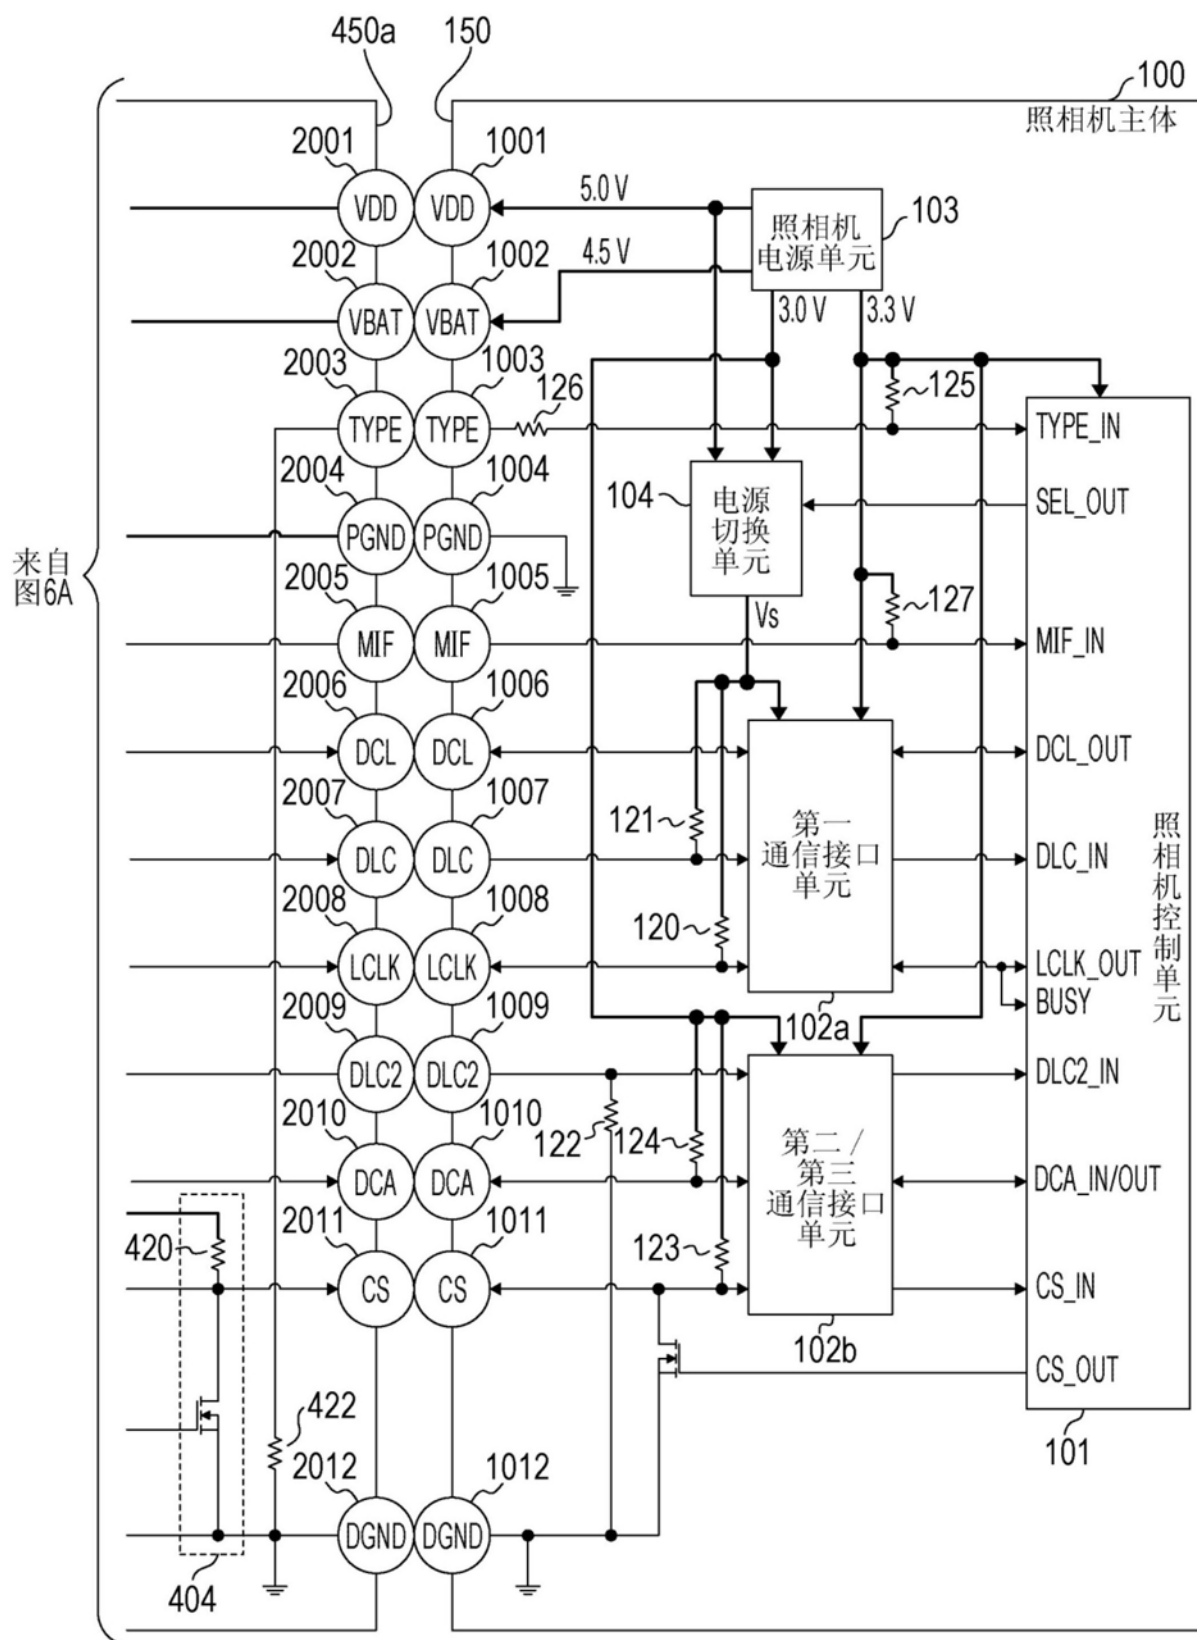 450a
150
100
照相机主体
2001
1001
VDD
VDD
5.0 V
照相机
电源单元
103
2002
1002
VBAT
VBAT
4.5 V
3.0 V
3.3 V
2003
1003
TYPE
TYPE
126
125
TYPE_IN
2004
1004
PGND
PGND
104
电源
切换
单元
SEL_OUT
来自
图6A
2005
1005
MIF
MIF
Vs
127
MIF_IN
2006
1006
DCL
DCL
DCL_OUT
2007
1007
DLC
DLC
121
第一
通信接口
单元
DLC_IN
照相机控制单元
2008
1008
LCLK
LCLK
120
LCLK_OUT
BUSY
102a
2009
1009
DLC2
DLC2
DLC2_IN
2010
1010
DCA
DCA
122
124
第二/
第三
通信接口
单元
DCA_IN/OUT
420
2011
1011
CS
CS
123
CS_IN
102b
CS_OUT
101
422
2012
1012
DGND
DGND
404